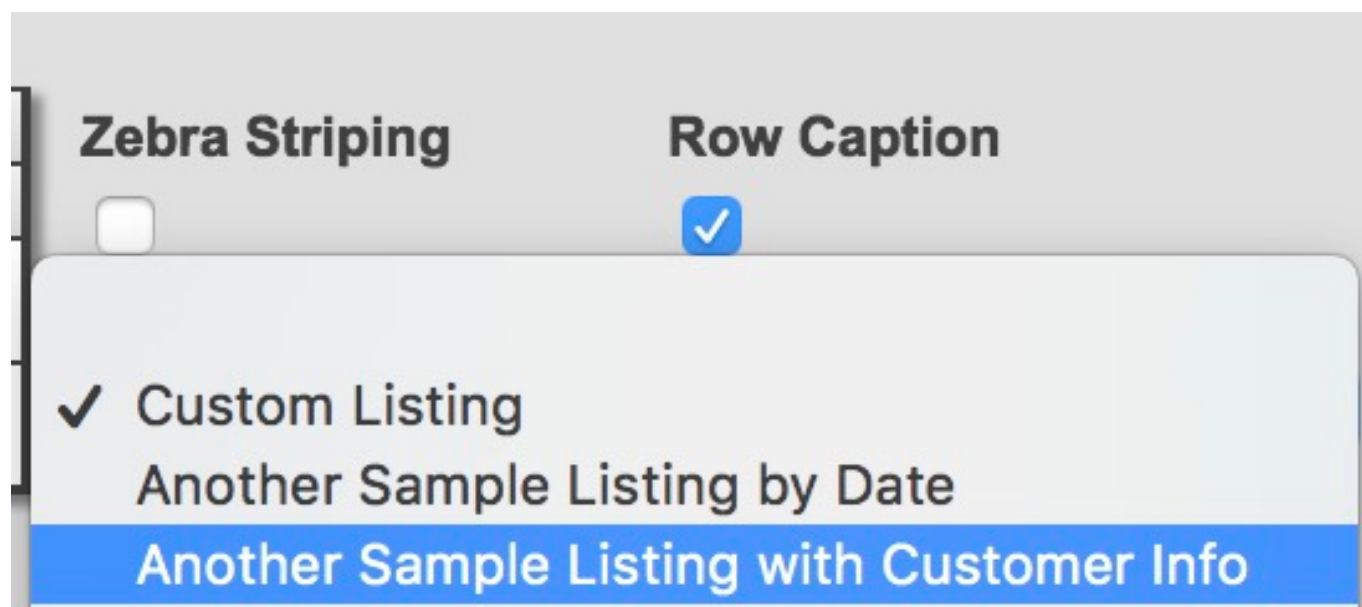 Zebra Striping Row Caption
Custom Listing
Another Sample Listing by Date
Another Sample Listing with Customer Info